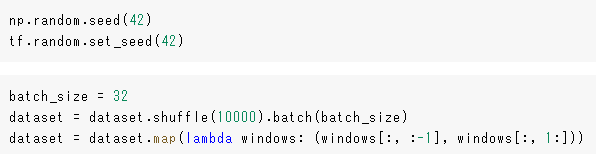 np.random.seed(42)
tf.random.set_seed(42)
batch_size = 32
dataset = dataset.shuffle(10000).batch(batch_size)
dataset = dataset.map(lambda windows: (windows[:, :-1], windows[:, 1:]))